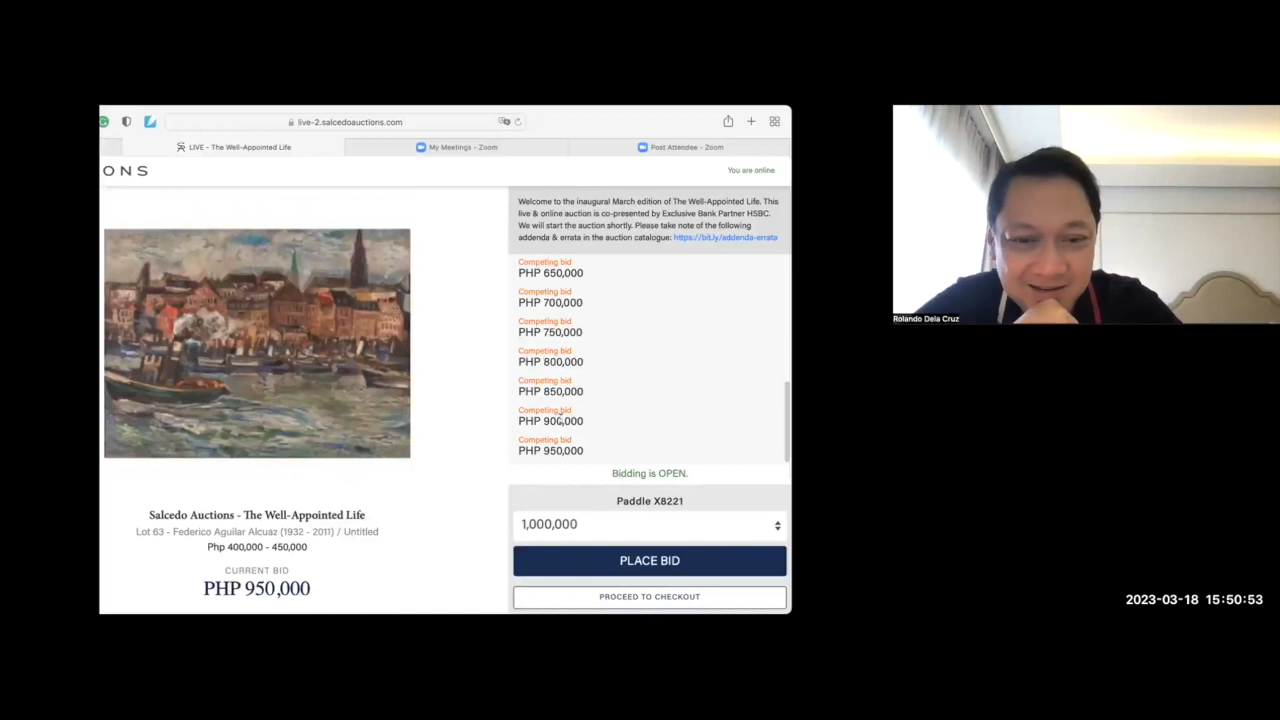 live-2.salcedoauctions.com
LIVE - The Well-Appointed Life
My Meetings - Zoom
Post Attendee - Zoom
ONS
You are online
Welcome to the inaugural March edition of The Well-Appointed Life. This
live & online auction is co-presented by Exclusive Bank Partner HSBC.
We will start the auction shortly. Please take note of the following
addenda & errata in the auction catalogue: https://bit.ly/addenda-errata
Competing bid
PHP 650,000
Competing bid
PHP 700,000
Competing bid
PHP 750,000
Competing bid
PHP 800,000
Competing bid
PHP 850,000
Competing bid
PHP 900,000
Competing bid
PHP 950,000
Bidding is OPEN.
Paddle X8221
1,000,000
PLACE BID
PROCEED TO CHECKOUT
Salcedo Auctions - The Well-Appointed Life
Lot 63 - Federico Aguilar Alcuaz (1932 - 2011) / Untitled
Php 400,000 - 450,000
CURRENT BID
PHP 950,000
Rolando Dela Cruz
2023-03-18 15:50:53